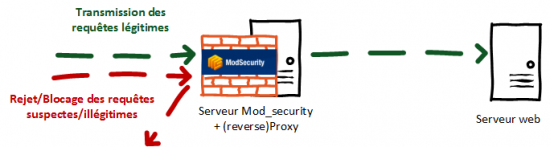 Transmission des
requêtes légitimes
ModSecurity
Rejet/Blocage des requêtes
suspectes/illégitimes
Serveur Mod_security
+ (reverse)Proxy
Serveur web